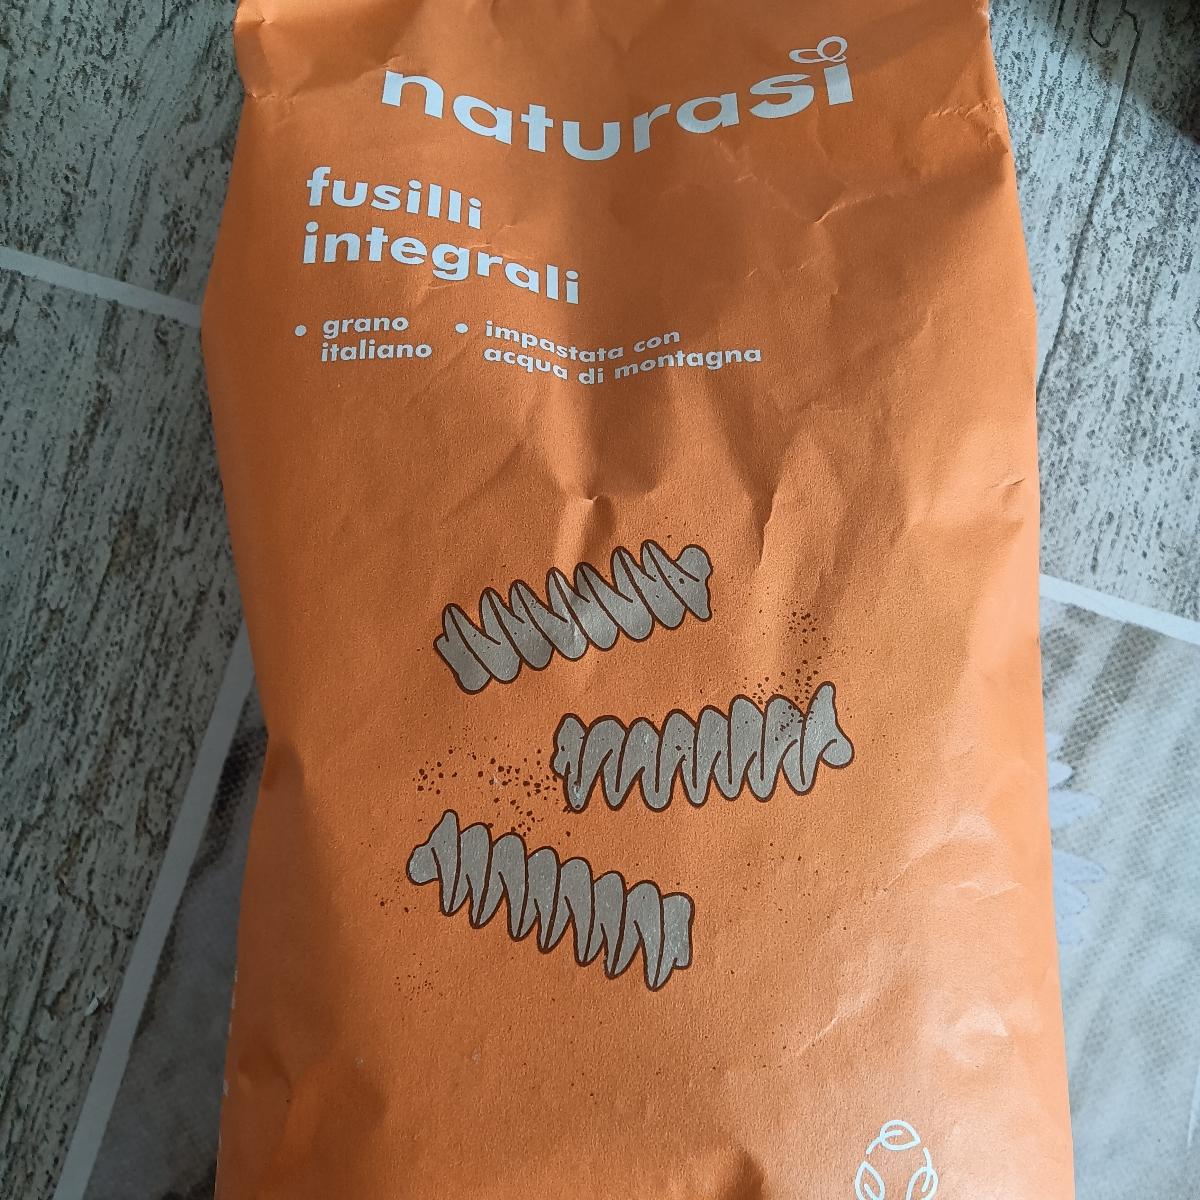 naturasì
fusilli
integrali
• grano
italiano
• impastata con
acqua di montagna